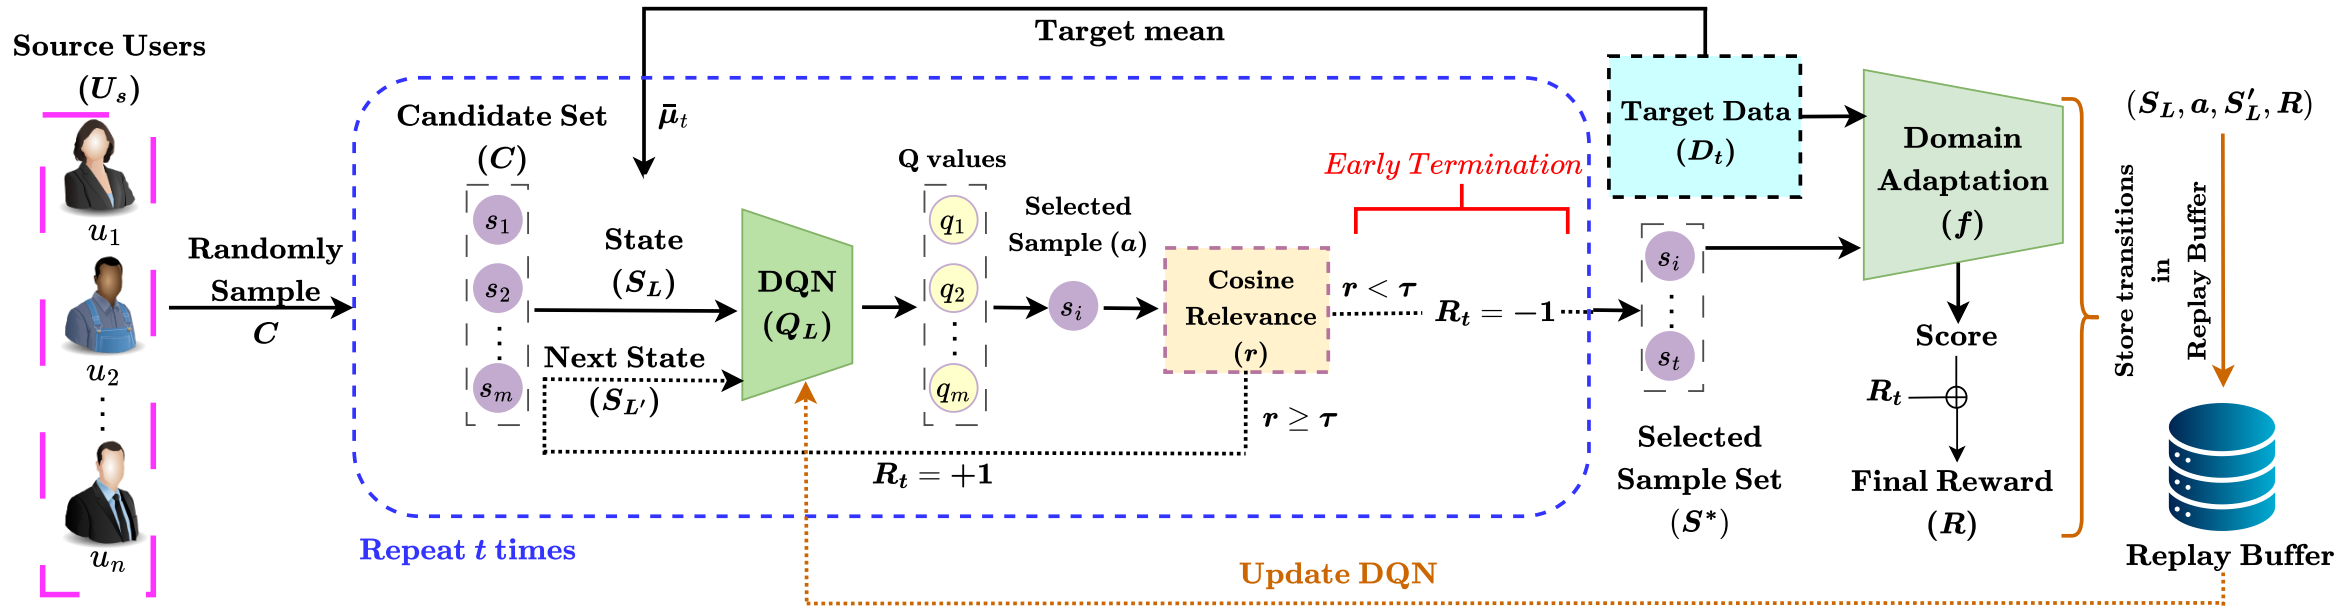 Source Users
(U_s)
u_1
u_2
u_n
Randomly
Sample
C
Target mean
μ̄_t
Candidate Set
(C)
s_1
s_2
s_m
State
(S_L)
Next State
(S_{L'})
DQN
(Q_L)
Q values
q_1
q_2
q_m
Selected
Sample (a)
s_i
Cosine
Relevance
(r)
Early Termination
r < τ
R_t = −1
r ≥ τ
R_t = +1
Repeat t times
Target Data
(D_t)
s_i
s_t
Selected
Sample Set
(S*)
Domain
Adaptation
(f)
Score
R_t
Final Reward
(R)
Store transitions
in
Replay Buffer
(S_L, a, S'_L, R)
Replay Buffer
Update DQN